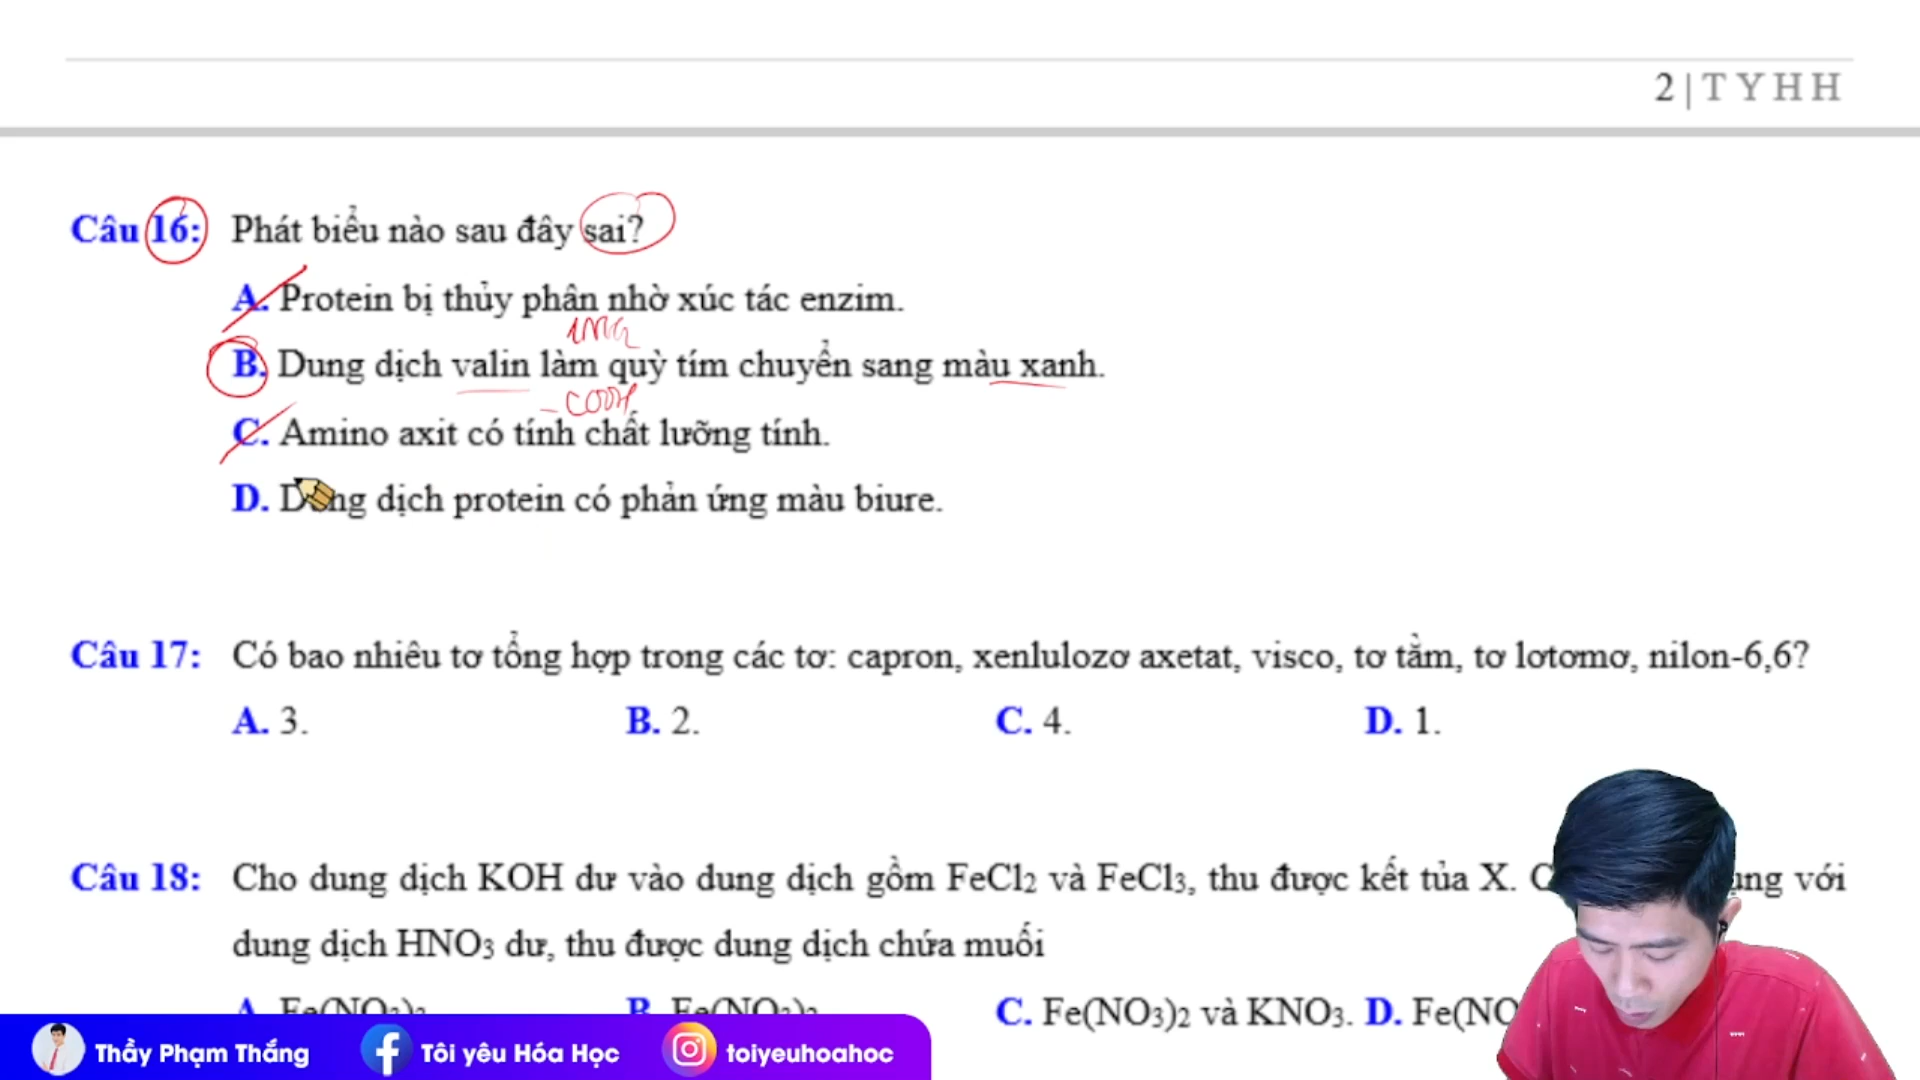 2 | T Y H H
Câu 16: Phát biểu nào sau đây sai?
A. Protein bị thủy phân nhờ xúc tác enzim.
1NH2
B. Dung dịch valin làm quỳ tím chuyển sang màu xanh.
-COOH
C. Amino axit có tính chất lưỡng tính.
D. Dung dịch protein có phản ứng màu biure.
Câu 17: Có bao nhiêu tơ tổng hợp trong các tơ: capron, xenlulozơ axetat, visco, tơ tằm, tơ lơtơmơ, nilon-6,6?
A. 3. B. 2. C. 4. D. 1.
Câu 18: Cho dung dịch KOH dư vào dung dịch gồm FeCl2 và FeCl3, thu được kết tủa X. với
dung dịch HNO3 dư, thu được dung dịch chứa muối
C. Fe(NO3)2 và KNO3. D. Fe(NO
Thầy Phạm Thắng Tôi yêu Hóa Học toiyeuhoahoc